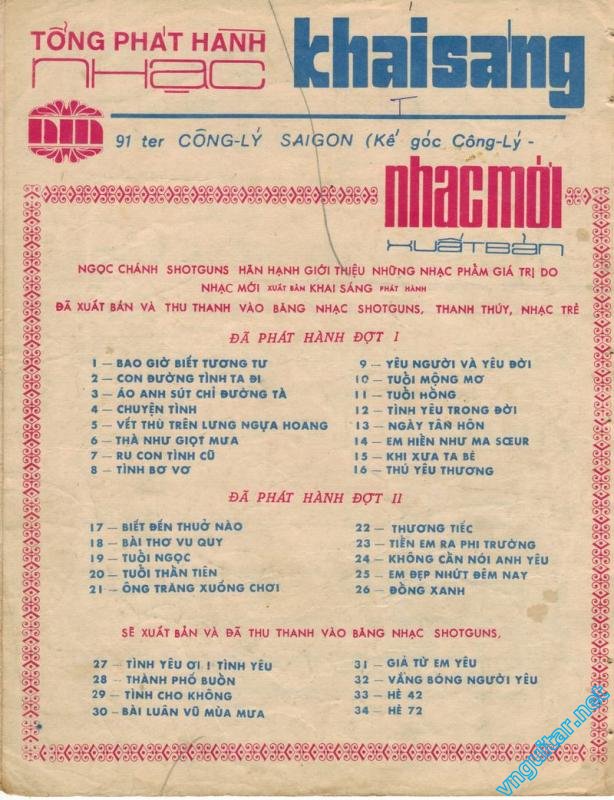 TỔNG PHÁT HÀNH
nhạc khaisáng
91 ter CÔNG-LÝ SAIGON (Kế góc Công-Lý -
nhạcmới
XUẤTBẢN
NGỌC CHÁNH SHOTGUNS HÂN HẠNH GIỚI THIỆU NHỮNG NHẠC PHẨM GIÁ TRỊ DO
NHẠC MỚI XUẤT BẢN KHAI SÁNG PHÁT HÀNH
ĐÃ XUẤT BẢN VÀ THU THANH VÀO BĂNG NHẠC SHOTGUNS, THANH THÚY, NHẠC TRẺ
ĐÃ PHÁT HÀNH ĐỢT I
1 – BAO GIỜ BIẾT TƯƠNG TƯ
2 – CON ĐƯỜNG TÌNH TA ĐI
3 – ÁO ANH SÚT CHỈ ĐƯỜNG TÀ
4 – CHUYỆN TÌNH
5 – VẾT THÙ TRÊN LƯNG NGỰA HOANG
6 – THÀ NHƯ GIỌT MƯA
7 – RU CON TÌNH CŨ
8 – TÌNH BƠ VƠ
9 – YÊU NGƯỜI VÀ YÊU ĐỜI
10 – TUỔI MỘNG MƠ
11 – TUỔI HỒNG
12 – TÌNH YÊU TRONG ĐỜI
13 – NGÀY TÂN HÔN
14 – EM HIỀN NHƯ MA SŒUR
15 – KHI XƯA TA BÉ
16 – THÚ YÊU THƯƠNG
ĐÃ PHÁT HÀNH ĐỢT II
17 – BIẾT ĐẾN THUỞ NÀO
18 – BÀI THƠ VU QUY
19 – TUỔI NGỌC
20 – TUỔI THẦN TIÊN
21 – ÔNG TRĂNG XUỐNG CHƠI
22 – THƯƠNG TIẾC
23 – TIỄN EM RA PHI TRƯỜNG
24 – KHÔNG CẦN NÓI ANH YÊU
25 – EM ĐẸP NHỨT ĐÊM NAY
26 – ĐỒNG XANH
SẼ XUẤT BẢN VÀ ĐÃ THU THANH VÀO BĂNG NHẠC SHOTGUNS,
27 – TÌNH YÊU ƠI ! TÌNH YÊU
28 – THÀNH PHỐ BUỒN
29 – TÌNH CHO KHÔNG
30 – BÀI LUÂN VŨ MÙA MƯA
31 – GIẢ TỪ EM YÊU
32 – VẦNG BÓNG NGƯỜI YÊU
33 – HÈ 42
34 – HÈ 72
vnguitar.net